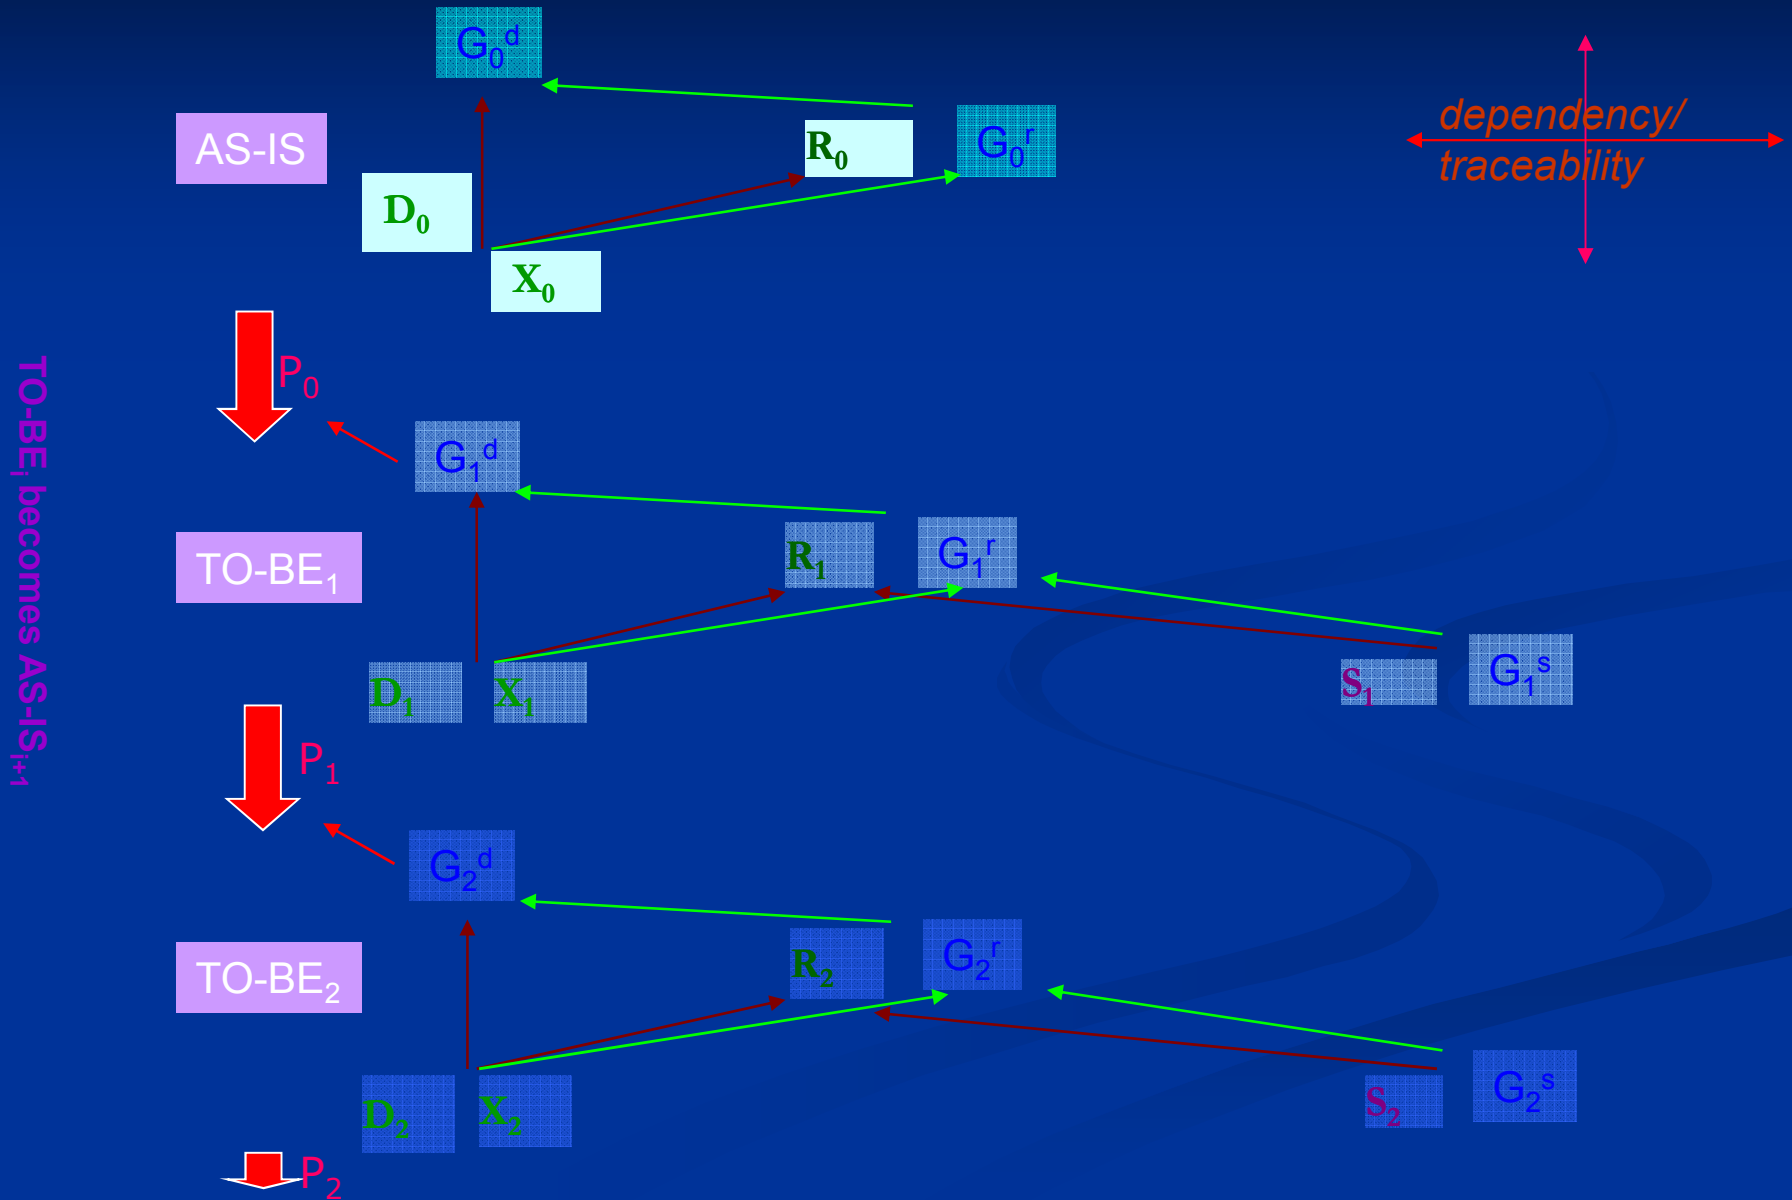 G₀ᵈ
dependency/
traceability
AS-IS
R₀
G₀ʳ
D₀
X₀
P₀
TO-BEᵢ becomes AS-ISᵢ₊₁
G₁ᵈ
TO-BE₁
R₁
G₁ʳ
D₁
X₁
S₁
G₁ˢ
P₁
G₂ᵈ
TO-BE₂
R₂
G₂ʳ
D₂
X₂
S₂
G₂ˢ
P₂